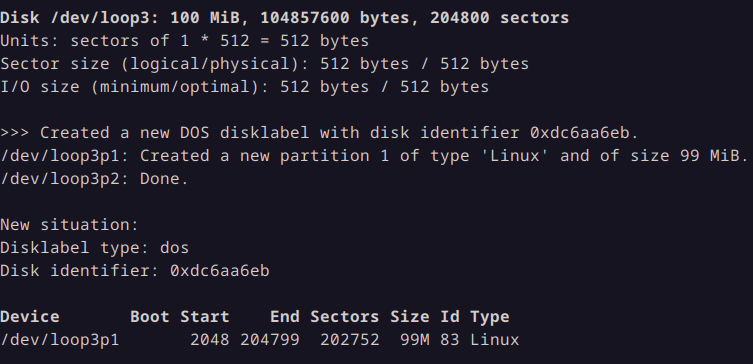 Disk /dev/loop3: 100 MiB, 104857600 bytes, 204800 sectors
Units: sectors of 1 * 512 = 512 bytes
Sector size (logical/physical): 512 bytes / 512 bytes
I/O size (minimum/optimal): 512 bytes / 512 bytes
>>> Created a new DOS disklabel with disk identifier 0xdc6aa6eb.
/dev/loop3p1: Created a new partition 1 of type 'Linux' and of size 99 MiB.
/dev/loop3p2: Done.
New situation:
Disklabel type: dos
Disk identifier: 0xdc6aa6eb
Device       Boot Start    End Sectors Size Id Type
/dev/loop3p1       2048 204799  202752  99M 83 Linux